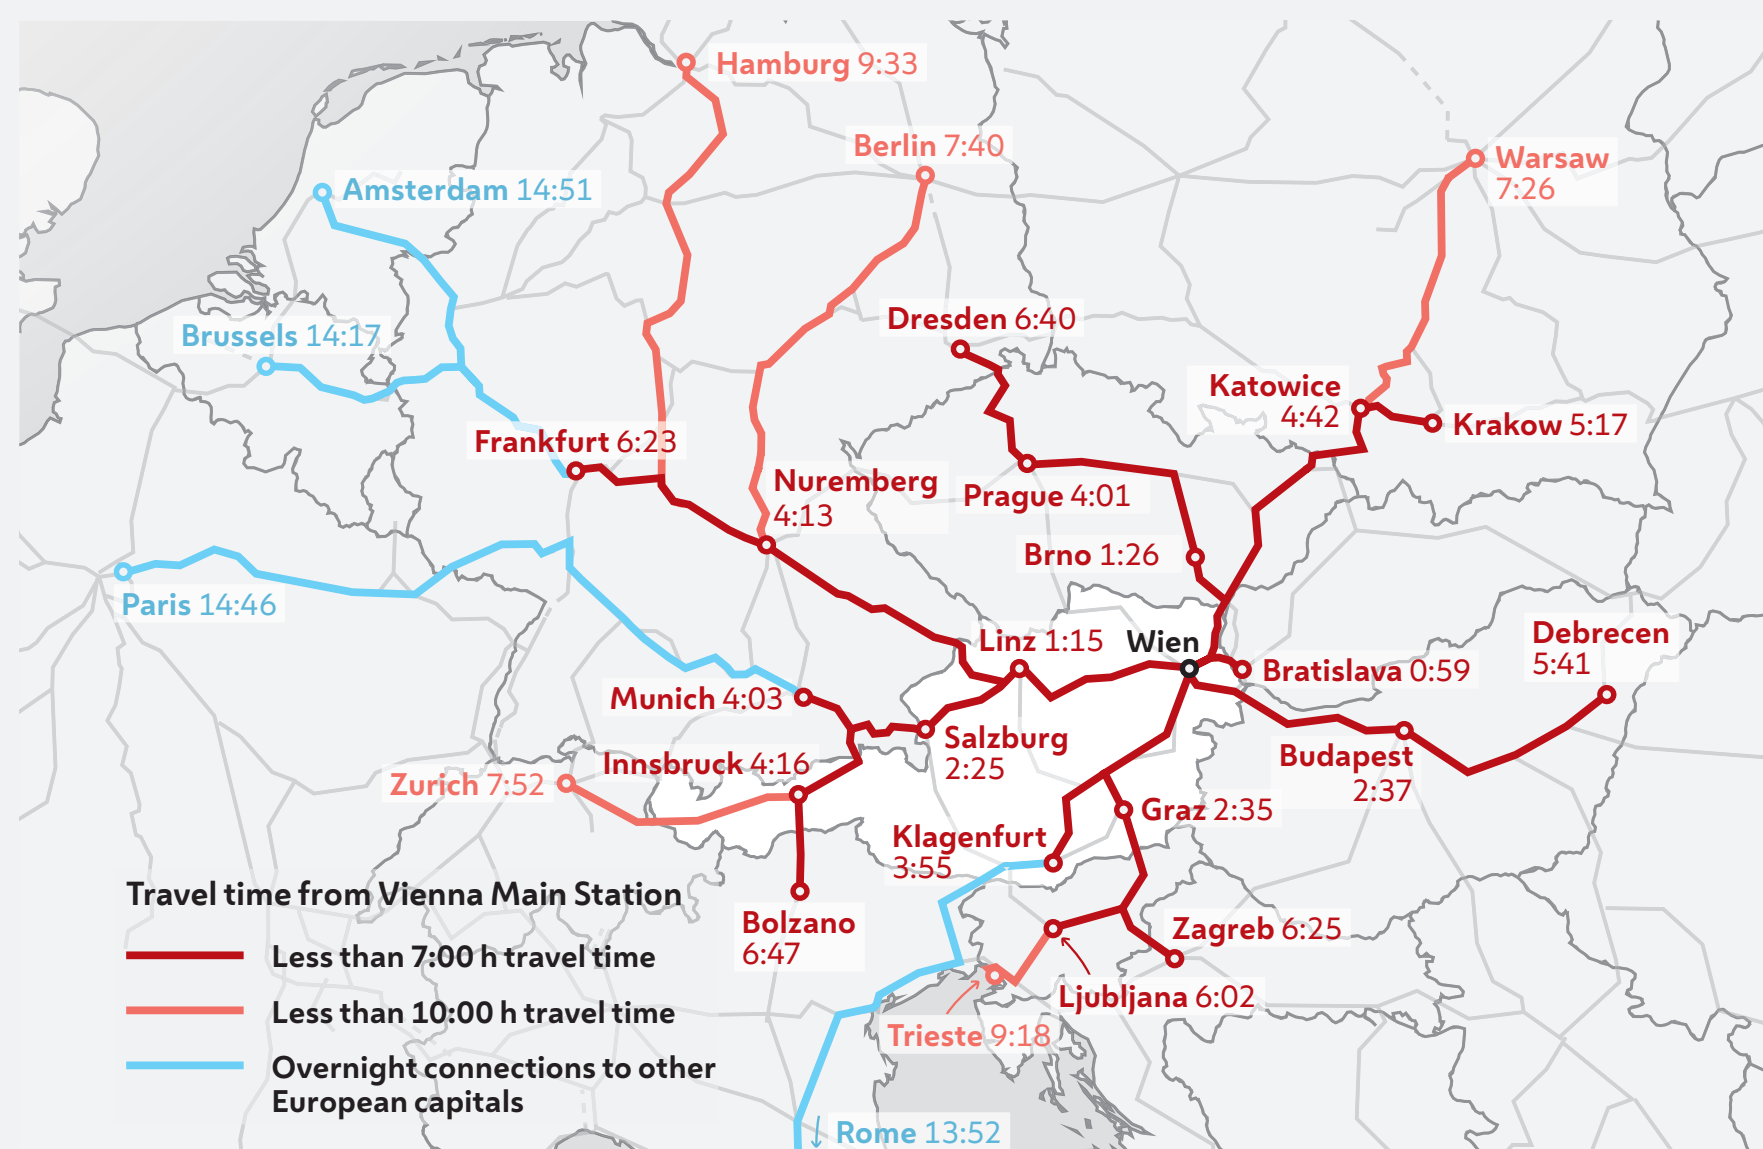 Hamburg 9:33
Berlin 7:40
Warsaw
7:26
Amsterdam 14:51
Brussels 14:17
Dresden 6:40
Katowice
4:42
Krakow 5:17
Frankfurt 6:23
Nuremberg
4:13
Prague 4:01
Brno 1:26
Paris 14:46
Linz 1:15
Wien
Debrecen
5:41
Bratislava 0:59
Munich 4:03
Salzburg
2:25
Budapest
2:37
Innsbruck 4:16
Zurich 7:52
Graz 2:35
Klagenfurt
3:55
Bolzano
6:47
Zagreb 6:25
Ljubljana 6:02
Trieste 9:18
Rome 13:52
Travel time from Vienna Main Station
Less than 7:00 h travel time
Less than 10:00 h travel time
Overnight connections to other
European capitals